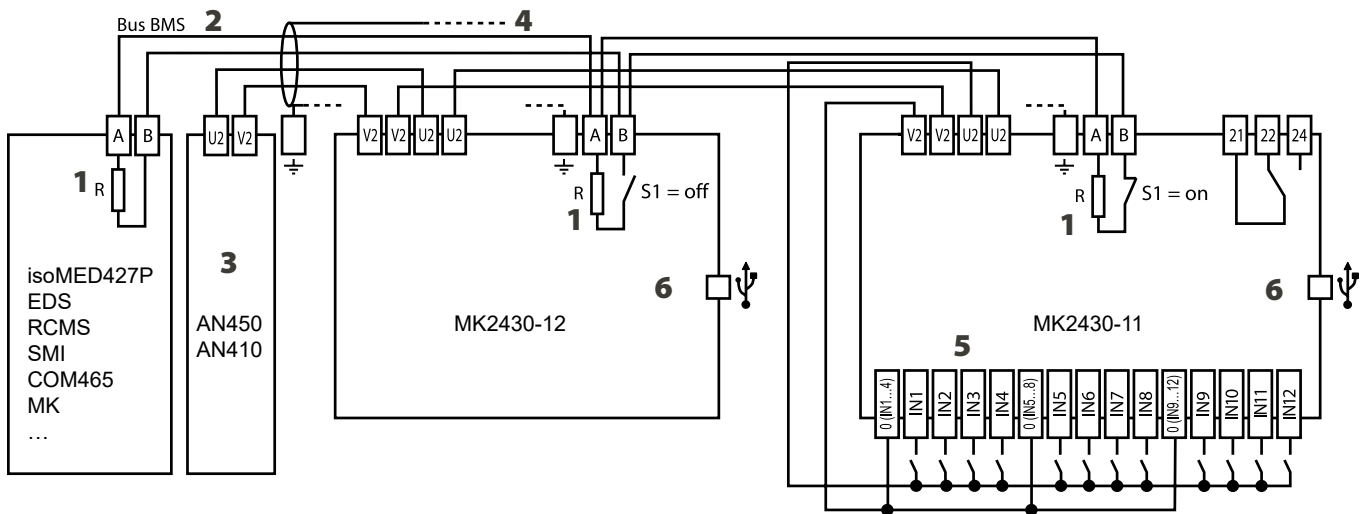 Bus BMS 2 4
A B U2 V2 V2 V2 U2 U2 A B V2 V2 U2 U2 A B 21 22 24
1 R R S1 = off R S1 = on
1 1
3
isoMED427P
EDS
RCMS
SMI
COM465
MK
...
AN450
AN410
MK2430-12
6
MK2430-11
6
5
0 (IN1...4) IN1 IN2 IN3 IN4 0 (IN5...8) IN5 IN6 IN7 IN8 0 (IN9...12) IN9 IN10 IN11 IN12